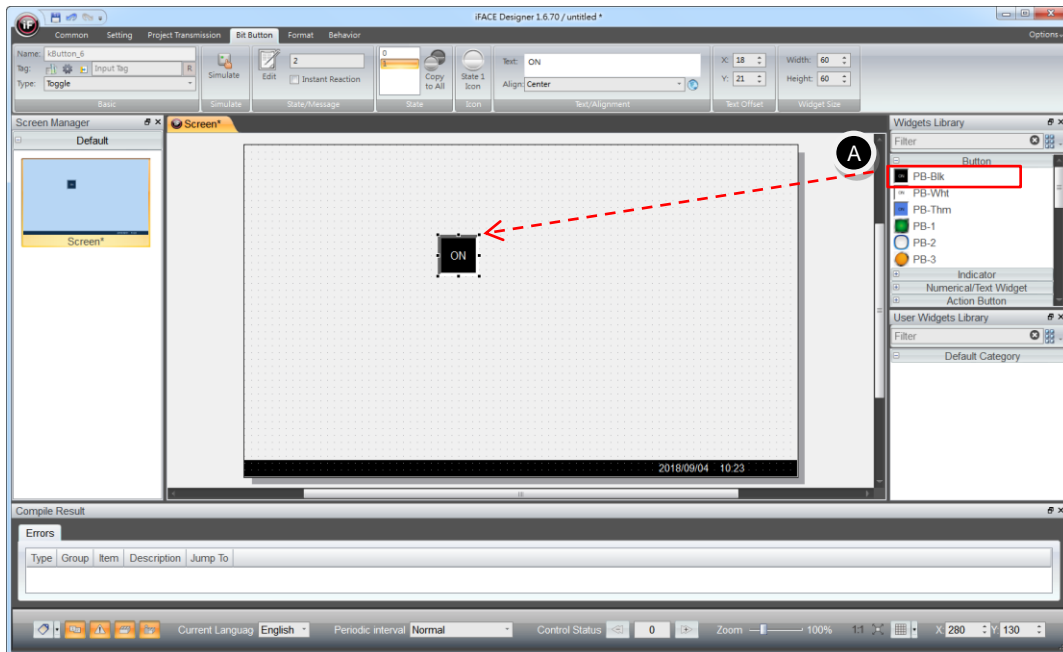 iFACE Designer 1.6.70 / untitled *
iF
Common Setting Project Transmission Bit Button Format Behavior Options
Name: kButton_6
Tag: Input Tag R
Type: Toggle
Basic
Simulate
Simulate
Edit
2
Instant Reaction
State/Message
0
1
Copy to All
State
State 1 Icon
Icon
Text: ON
Align: Center
Text/Alignment
X: 18
Y: 21
Text Offset
Width: 60
Height: 60
Widget Size
Screen Manager
Default
Screen*
Screen*
ON
2018/09/04 10:23
A
Widgets Library
Filter
Button
PB-Blk
PB-Wht
PB-Thm
PB-1
PB-2
PB-3
Indicator
Numerical/Text Widget
Action Button
User Widgets Library
Filter
Default Category
Compile Result
Errors
Type Group Item Description Jump To
Current Languag English Periodic interval Normal Control Status 0 Zoom 100% 1:1 X 280 Y 130